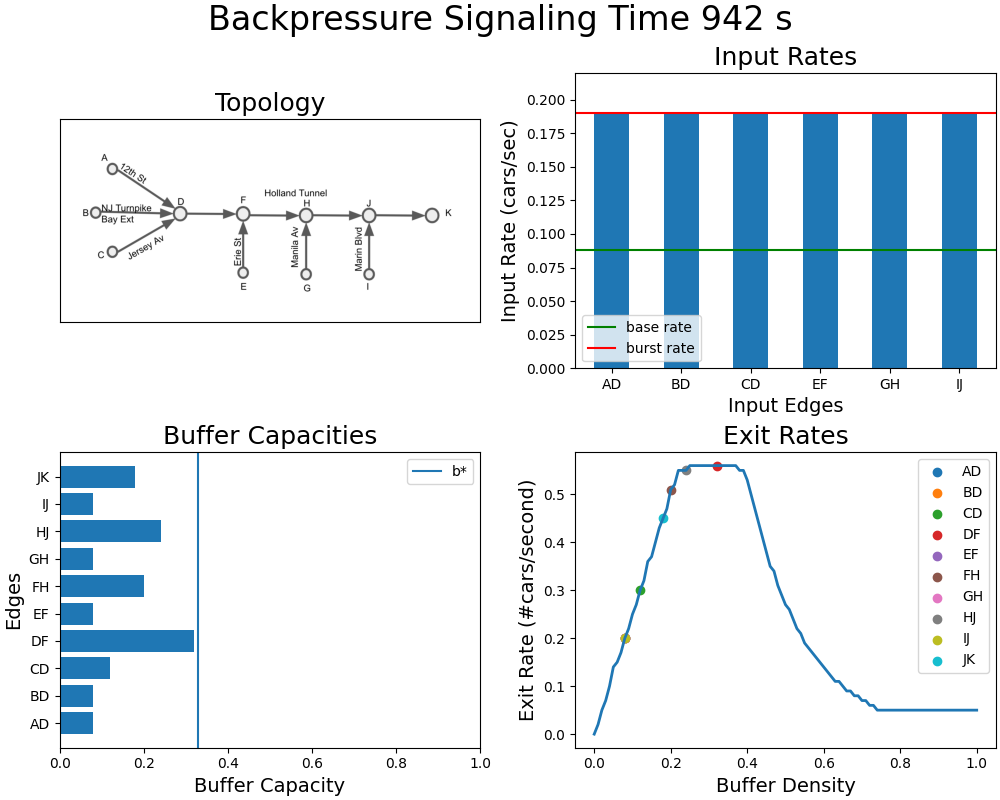 Backpressure Signaling Time 942 s
Topology
A
12th St
B
NJ Turnpike
Bay Ext
C
Jersey Av
D
F
Holland Tunnel
H
J
K
Erie St
Manila Av
Marin Blvd
E
G
I
Input Rates
Input Rate (cars/sec)
0.200
0.175
0.150
0.125
0.100
0.075
0.050
0.025
0.000
base rate
burst rate
AD BD CD EF GH IJ
Input Edges
Buffer Capacities
Edges
JK
IJ
HJ
GH
FH
EF
DF
CD
BD
AD
b*
0.0 0.2 0.4 0.6 0.8 1.0
Buffer Capacity
Exit Rates
Exit Rate (#cars/second)
0.5
0.4
0.3
0.2
0.1
0.0
AD
BD
CD
DF
EF
FH
GH
HJ
IJ
JK
0.0 0.2 0.4 0.6 0.8 1.0
Buffer Density